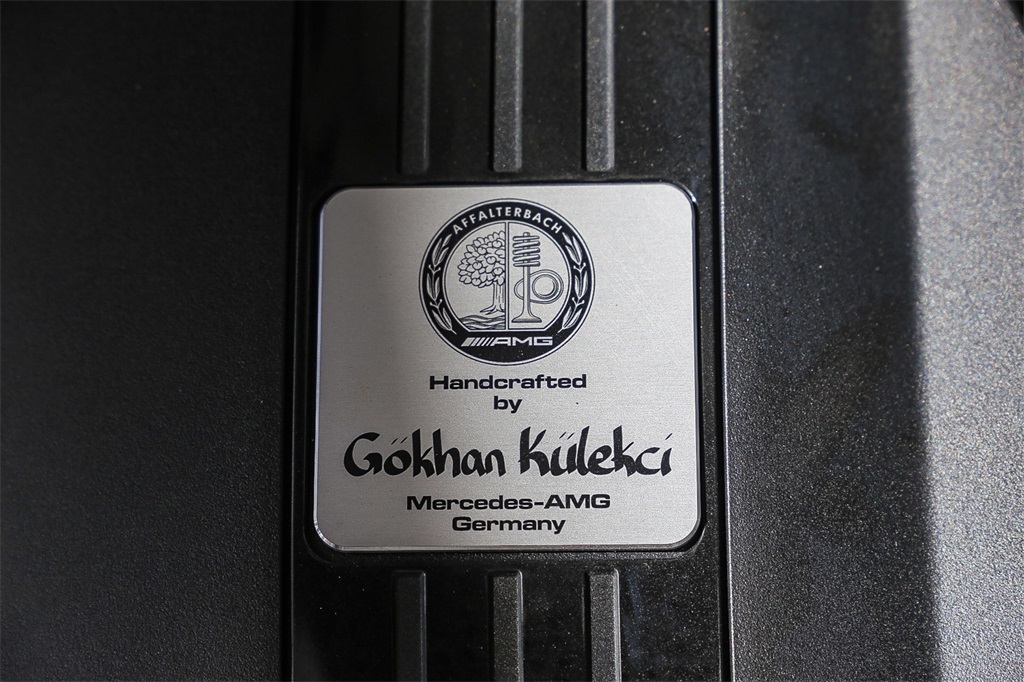 AFFALTERBACH
AMG
Handcrafted
by
Gökhan Külekci
Mercedes-AMG
Germany